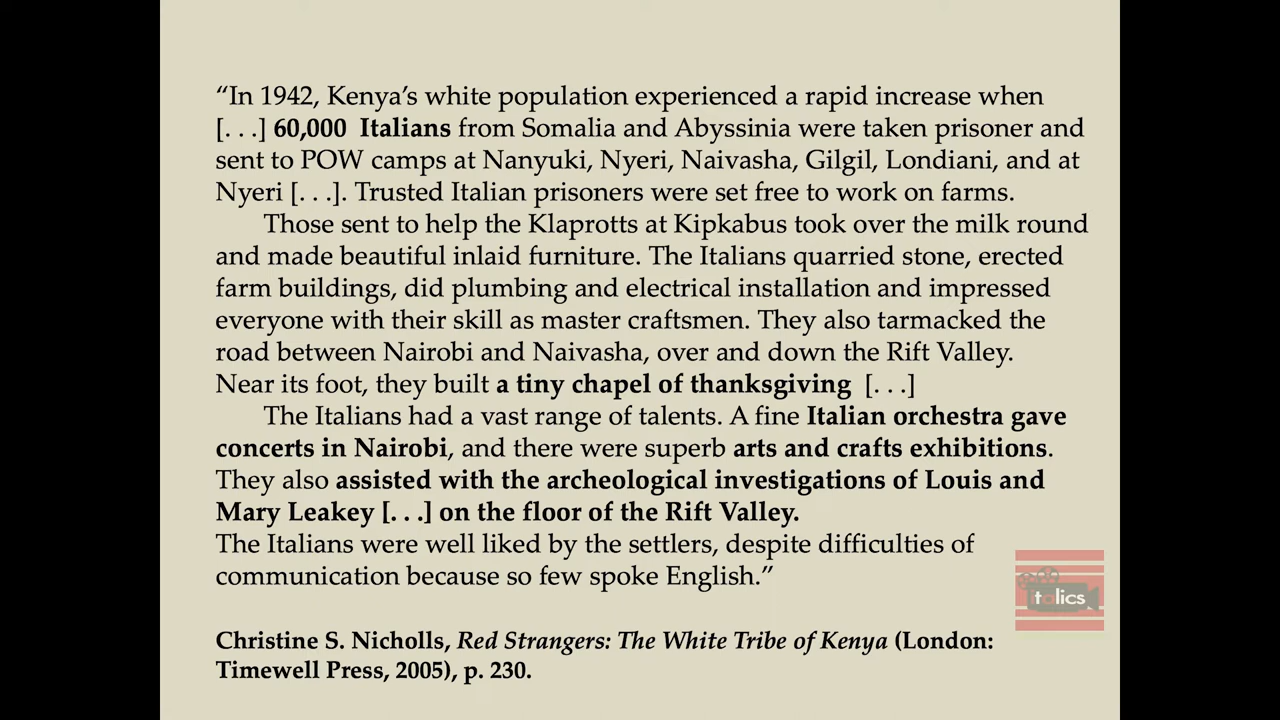 “In 1942, Kenya’s white population experienced a rapid increase when
[. . .] 60,000 Italians from Somalia and Abyssinia were taken prisoner and
sent to POW camps at Nanyuki, Nyeri, Naivasha, Gilgil, Londiani, and at
Nyeri [. . .]. Trusted Italian prisoners were set free to work on farms.
Those sent to help the Klaprotts at Kipkabus took over the milk round
and made beautiful inlaid furniture. The Italians quarried stone, erected
farm buildings, did plumbing and electrical installation and impressed
everyone with their skill as master craftsmen. They also tarmacked the
road between Nairobi and Naivasha, over and down the Rift Valley.
Near its foot, they built a tiny chapel of thanksgiving [. . .]
The Italians had a vast range of talents. A fine Italian orchestra gave
concerts in Nairobi, and there were superb arts and crafts exhibitions.
They also assisted with the archeological investigations of Louis and
Mary Leakey [. . .] on the floor of the Rift Valley.
The Italians were well liked by the settlers, despite difficulties of
communication because so few spoke English.”
Italics
Christine S. Nicholls, Red Strangers: The White Tribe of Kenya (London:
Timewell Press, 2005), p. 230.